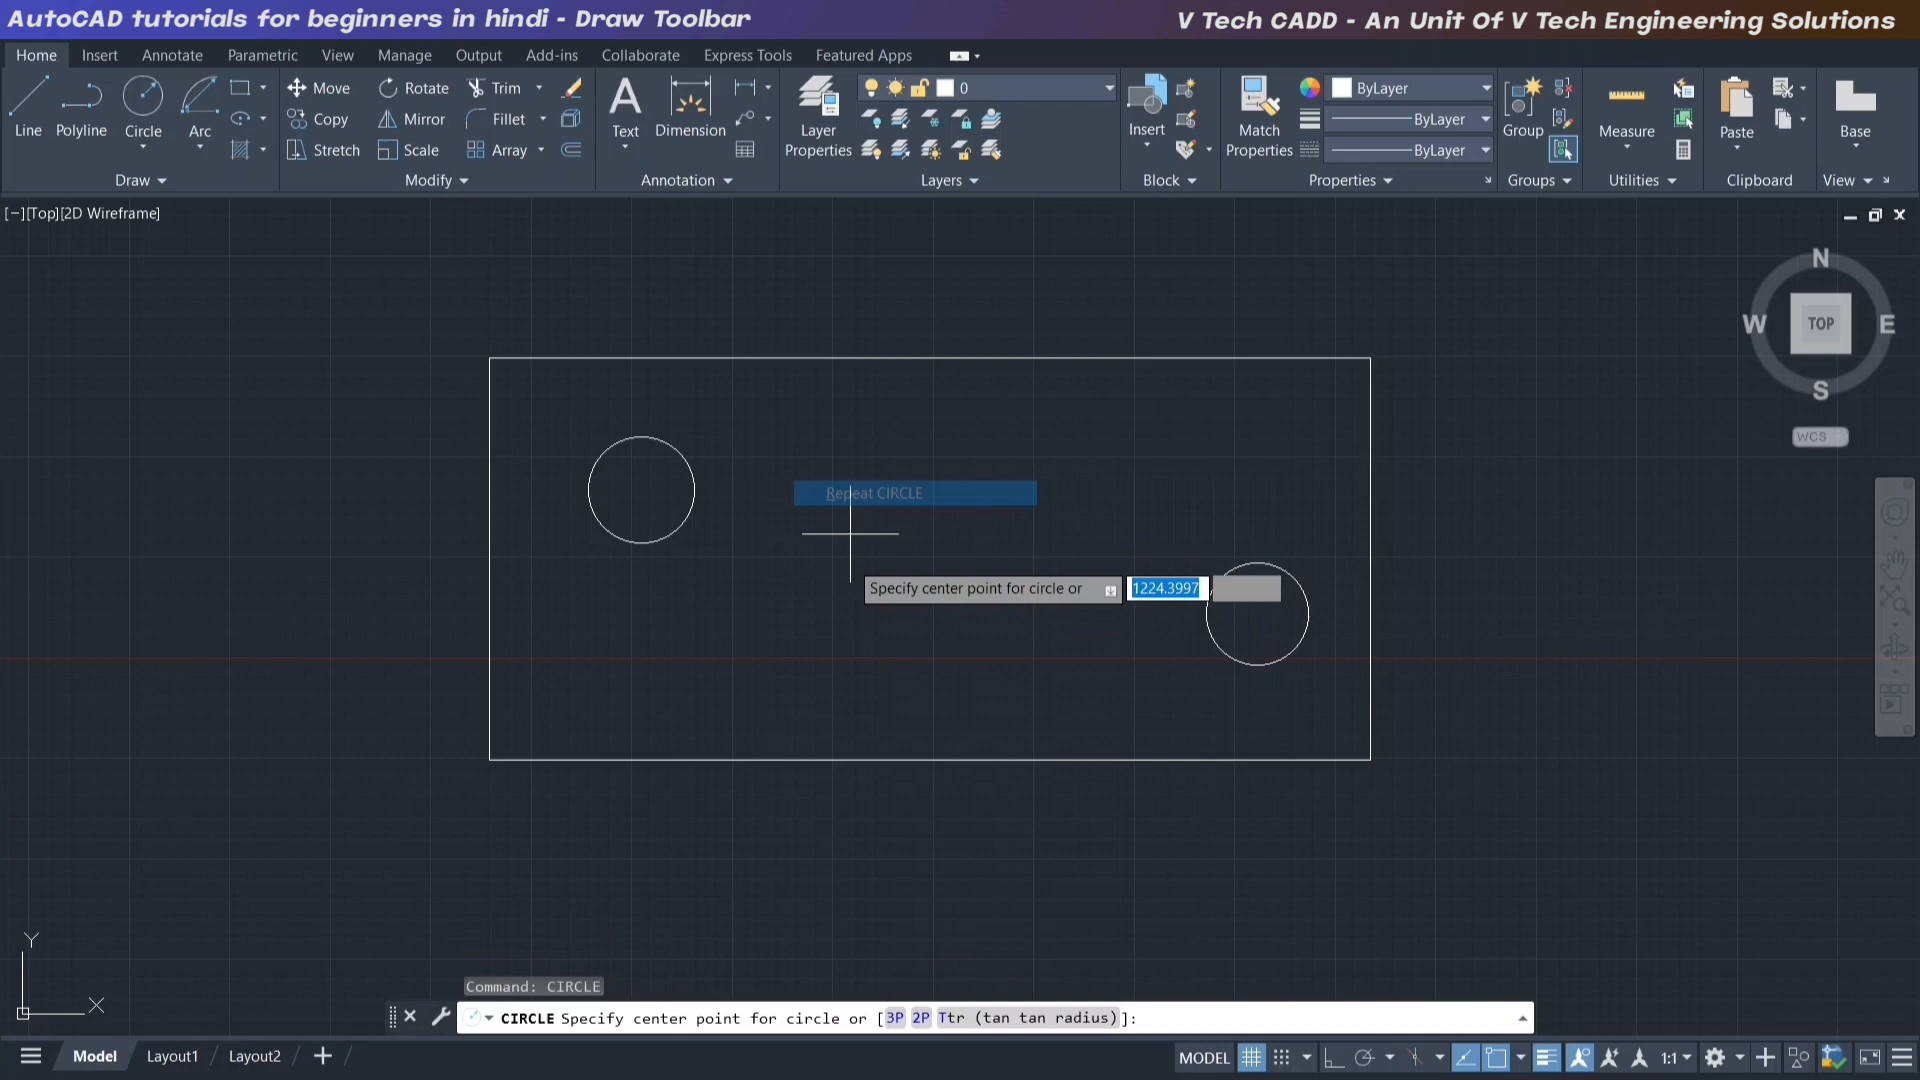 AutoCAD tutorials for beginners in hindi - Draw Toolbar
V Tech CADD - An Unit Of V Tech Engineering Solutions
Home Insert Annotate Parametric View Manage Output Add-ins Collaborate Express Tools Featured Apps
Line Polyline Circle Arc
Move Rotate Trim
Copy Mirror Fillet
Stretch Scale Array
Text Dimension
Layer Properties
0
Insert
Match Properties
ByLayer
ByLayer
ByLayer
Group
Measure
Paste
Base
Draw Modify Annotation Layers Block Properties Groups Utilities Clipboard View
[−][Top][2D Wireframe]
N
W TOP E
S
WCS
Repeat CIRCLE
Specify center point for circle or 1224.3997
Y
X
Command: CIRCLE
CIRCLE Specify center point for circle or [3P 2P Ttr (tan tan radius)]:
Model Layout1 Layout2
MODEL 1:1